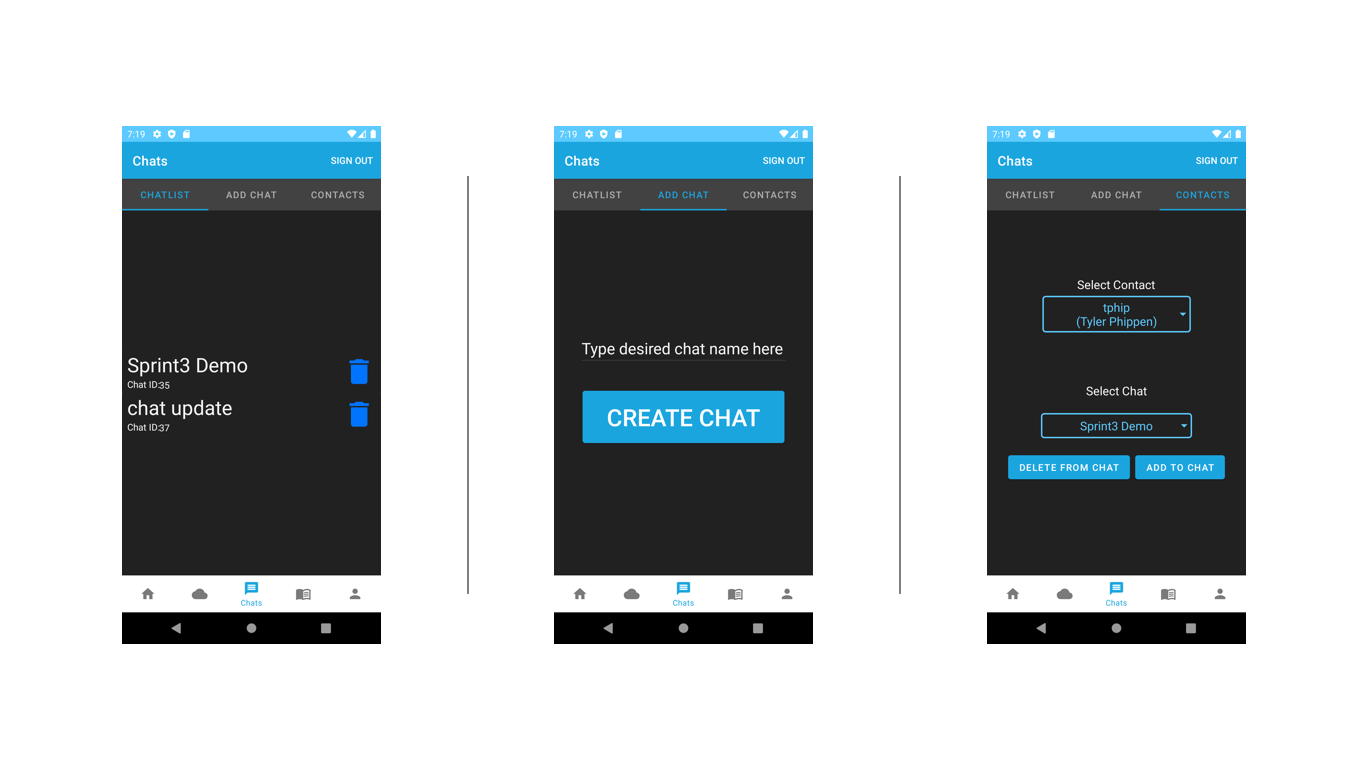 7:19
Chats SIGN OUT
CHATLIST ADD CHAT CONTACTS
Sprint3 Demo
Chat ID:35
chat update
Chat ID:37
Chats
7:19
Chats SIGN OUT
CHATLIST ADD CHAT CONTACTS
Type desired chat name here
CREATE CHAT
Chats
7:19
Chats SIGN OUT
CHATLIST ADD CHAT CONTACTS
Select Contact
tphip
(Tyler Phippen)
Select Chat
Sprint3 Demo
DELETE FROM CHAT ADD TO CHAT
Chats